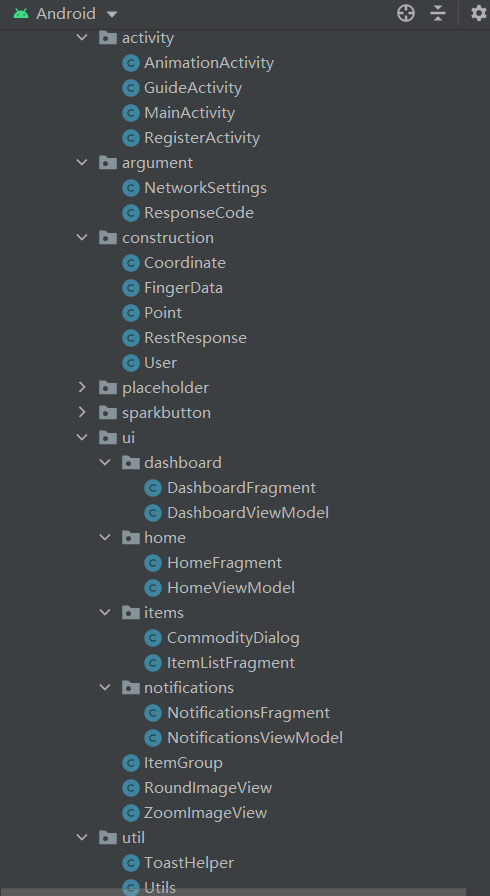 Android
activity
AnimationActivity
GuideActivity
MainActivity
RegisterActivity
argument
NetworkSettings
ResponseCode
construction
Coordinate
FingerData
Point
RestResponse
User
placeholder
sparkbutton
ui
dashboard
DashboardFragment
DashboardViewModel
home
HomeFragment
HomeViewModel
items
CommodityDialog
ItemListFragment
notifications
NotificationsFragment
NotificationsViewModel
ItemGroup
RoundImageView
ZoomImageView
util
ToastHelper
Utils